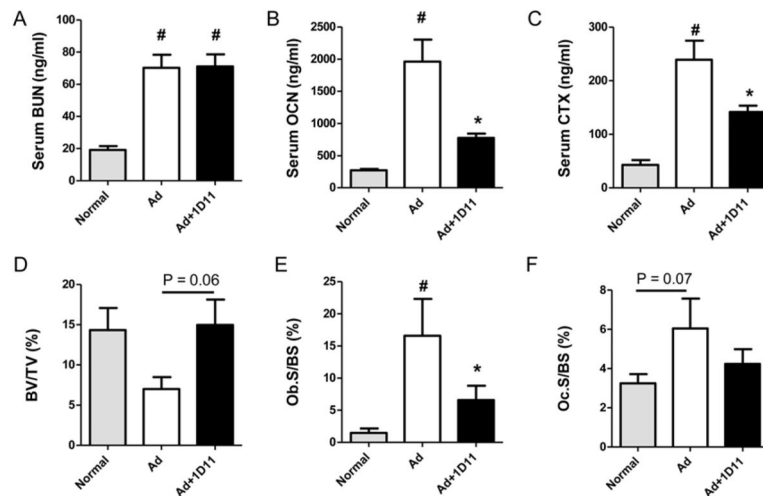 A
Serum BUN (ng/ml)
100
80
60
40
20
0
#
#
Normal
Ad
Ad+1D11
B
Serum OCN (ng/ml)
2500
2000
1500
1000
500
0
#
*
Normal
Ad
Ad+1D11
C
Serum CTX (ng/ml)
300
200
100
0
#
*
Normal
Ad
Ad+1D11
D
BV/TV (%)
20
15
10
5
0
P = 0.06
Normal
Ad
Ad+1D11
E
Ob.S/BS (%)
25
20
15
10
5
0
#
*
Normal
Ad
Ad+1D11
F
Oc.S/BS (%)
8
6
4
2
0
P = 0.07
Normal
Ad
Ad+1D11